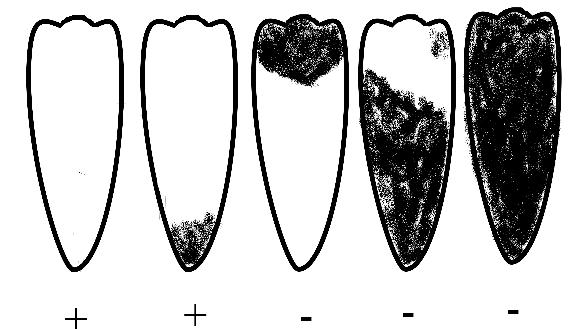 + + - - -